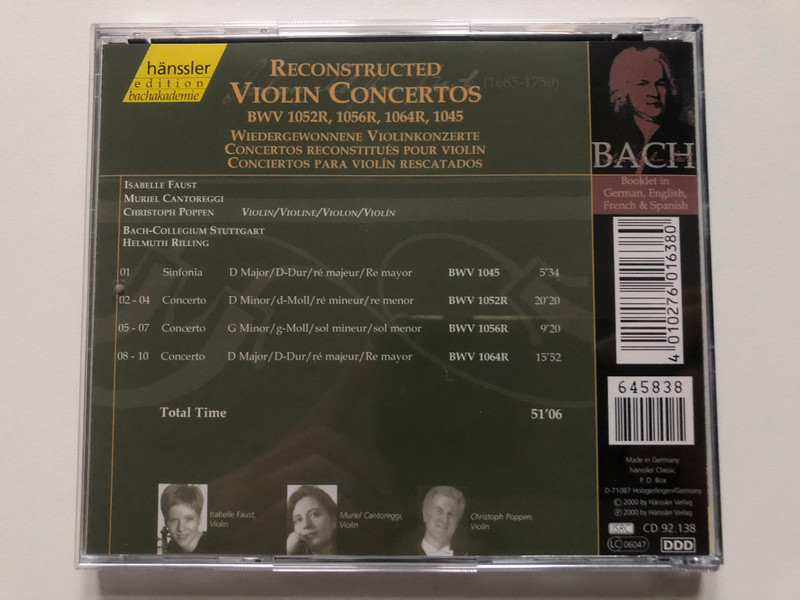 hänssler
edition
bachakademie
RECONSTRUCTED
VIOLIN CONCERTOS
(1685-1750)
BWV 1052R, 1056R, 1064R, 1045
WIEDERGEWONNENE VIOLINKONZERTE
CONCERTOS RECONSTITUÉS POUR VIOLIN
CONCIERTOS PARA VIOLÍN RESCATADOS
BACH
Booklet in
German, English,
French & Spanish
ISABELLE FAUST
MURIEL CANTOREGGI
CHRISTOPH POPPEN VIOLIN/VIOLINE/VIOLON/VIOLÍN
BACH-COLLEGIUM STUTTGART
HELMUTH RILLING
01 Sinfonia D Major/D-Dur/ré majeur/Re mayor BWV 1045 5'34
02 - 04 Concerto D Minor/d-Moll/ré mineur/re menor BWV 1052R 20'20
05 - 07 Concerto G Minor/g-Moll/sol mineur/sol menor BWV 1056R 9'20
08 - 10 Concerto D Major/D-Dur/ré majeur/Re mayor BWV 1064R 15'52
Total Time 51'06
Isabelle Faust,
Violin
Muriel Cantoreggi,
Violin
Christoph Poppen,
Violin
4 010276 016380
645838
Made in Germany
hänssler Classic,
P. O. Box
D-71087 Holzgerlingen/Germany
© 2000 by Hänssler Verlag
℗ 2000 by Hänssler Verlag
ISRC CD 92.138
LC 06047 DDD